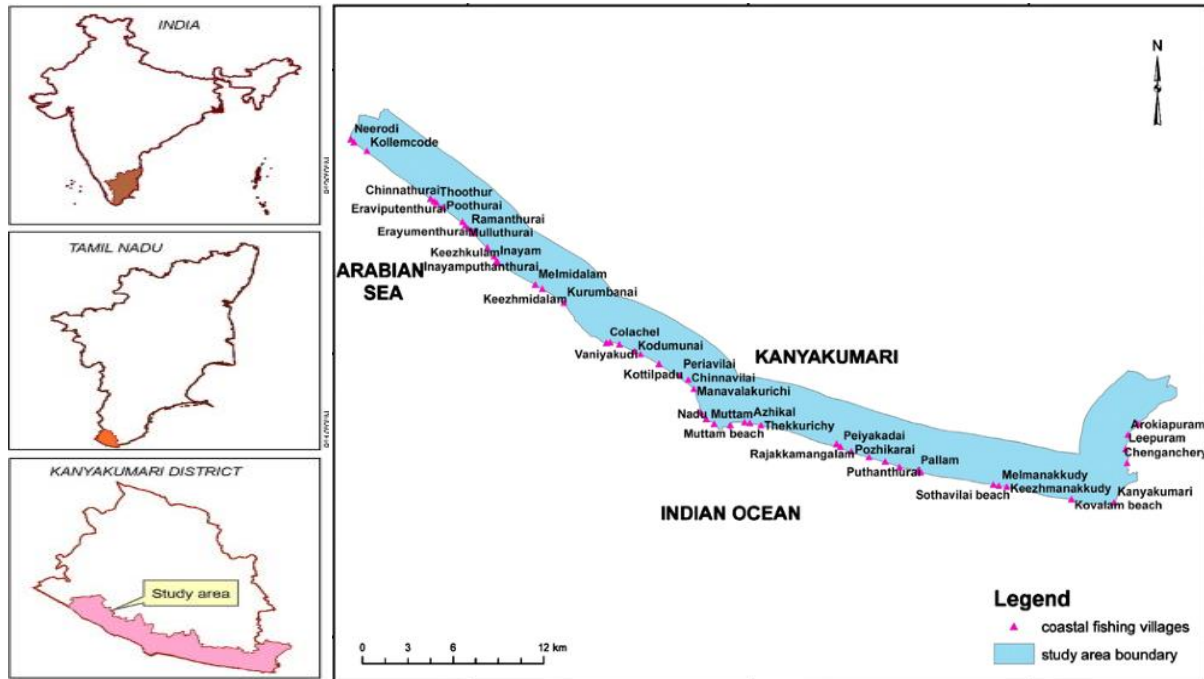 INDIA
TAMIL NADU
KANYAKUMARI DISTRICT
Study area
N
Neerodi
Kollemcode
Chinnathurai
Thoothur
Eraviputenthurai
Poothurai
Ramanthurai
Erayumenthurai
Mulluthurai
Inayam
Keezhkulam
Inayamputhanthurai
ARABIAN
SEA
Melmidalam
Keezhmidalam
Kurumbanai
Colachel
Vaniyakudi
Kodumunai
Kottilpadu
Periavilai
Chinnavilai
Manavalakurichi
KANYAKUMARI
Nadu Muttam
Azhikal
Muttam beach
Thekkurichy
Peiyakadai
Rajakkamangalam
Pozhikarai
Puthanthurai
Pallam
Melmanakkudy
Sothavilai beach
Keezhmanakkudy
Arokiapuram
Leepuram
Chenganchery
Kanyakumari
Kovalam beach
INDIAN OCEAN
0 3 6 12 km
Legend
coastal fishing villages
study area boundary